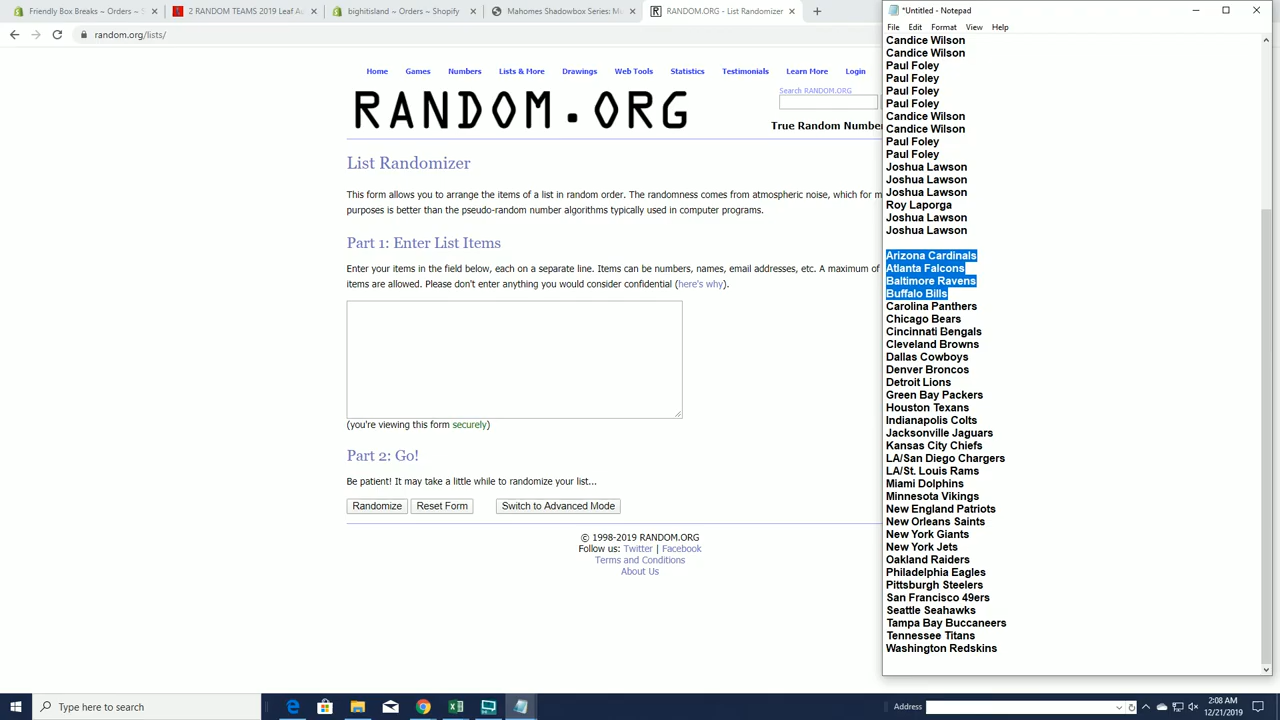 Friendly Box Breaks ~ Orders ~ S
2 RANDOM TEAMS 2019 Leaf Au
bighitisland ~ Orders ~ Shopify
Mahomes Shadowbox Series: Mu
RANDOM.ORG - List Randomizer
random.org/lists/
Home Games Numbers Lists & More Drawings Web Tools Statistics Testimonials Learn More Login
RANDOM.ORG
Search RANDOM.ORG
True Random Number
List Randomizer
This form allows you to arrange the items of a list in random order. The randomness comes from atmospheric noise, which for m
purposes is better than the pseudo-random number algorithms typically used in computer programs.
Part 1: Enter List Items
Enter your items in the field below, each on a separate line. Items can be numbers, names, email addresses, etc. A maximum of
items are allowed. Please don't enter anything you would consider confidential (here's why).
(you're viewing this form securely)
Part 2: Go!
Be patient! It may take a little while to randomize your list...
Randomize Reset Form Switch to Advanced Mode
© 1998-2019 RANDOM.ORG
Follow us: Twitter | Facebook
Terms and Conditions
About Us
*Untitled - Notepad
File Edit Format View Help
Candice Wilson
Candice Wilson
Paul Foley
Paul Foley
Paul Foley
Paul Foley
Candice Wilson
Candice Wilson
Paul Foley
Paul Foley
Joshua Lawson
Joshua Lawson
Joshua Lawson
Roy Laporga
Joshua Lawson
Joshua Lawson
Arizona Cardinals
Atlanta Falcons
Baltimore Ravens
Buffalo Bills
Carolina Panthers
Chicago Bears
Cincinnati Bengals
Cleveland Browns
Dallas Cowboys
Denver Broncos
Detroit Lions
Green Bay Packers
Houston Texans
Indianapolis Colts
Jacksonville Jaguars
Kansas City Chiefs
LA/San Diego Chargers
LA/St. Louis Rams
Miami Dolphins
Minnesota Vikings
New England Patriots
New Orleans Saints
New York Giants
New York Jets
Oakland Raiders
Philadelphia Eagles
Pittsburgh Steelers
San Francisco 49ers
Seattle Seahawks
Tampa Bay Buccaneers
Tennessee Titans
Washington Redskins
Type here to search
Address
2:08 AM
12/21/2019